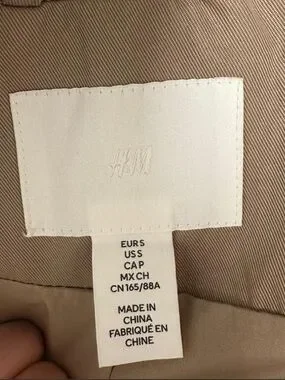 H&M
EUR S
US S
CA P
MX CH
CN 165/88A
MADE IN
CHINA
FABRIQUÉ EN
CHINE